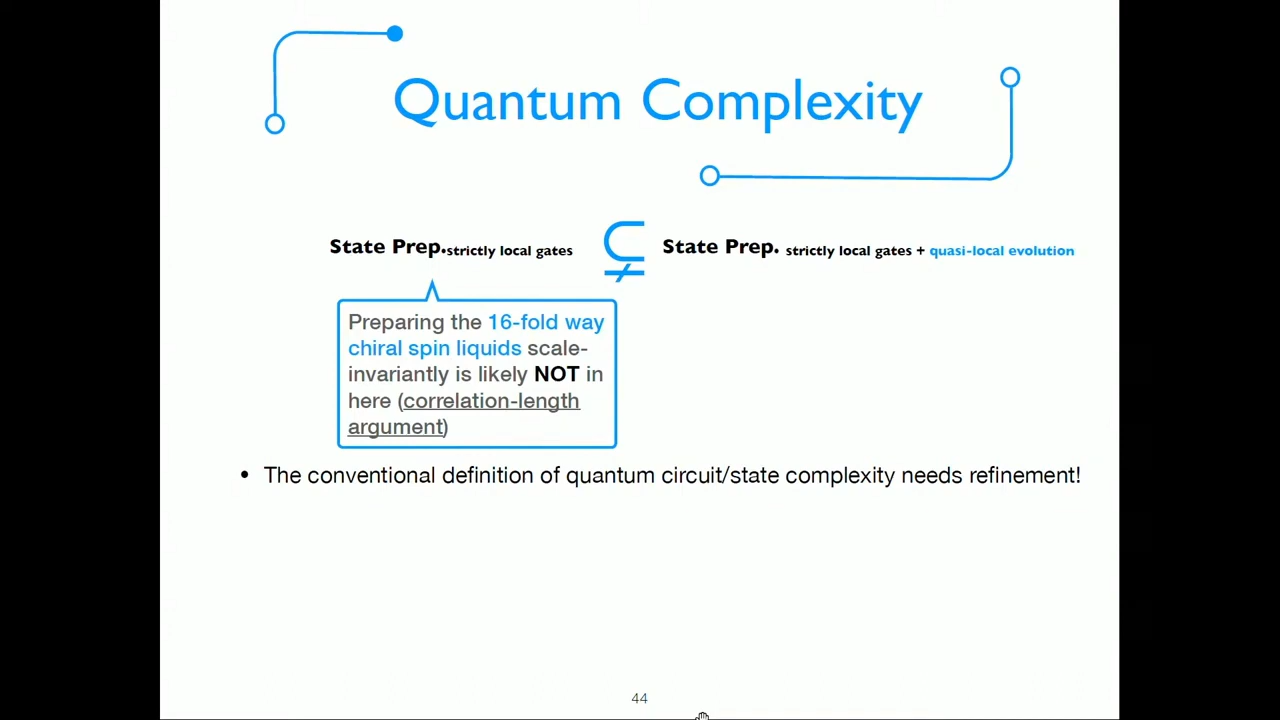 Quantum Complexity
State Prep.strictly local gates ⊊ State Prep. strictly local gates + quasi-local evolution
Preparing the 16-fold way
chiral spin liquids scale-
invariantly is likely NOT in
here (correlation-length
argument)
• The conventional definition of quantum circuit/state complexity needs refinement!
44